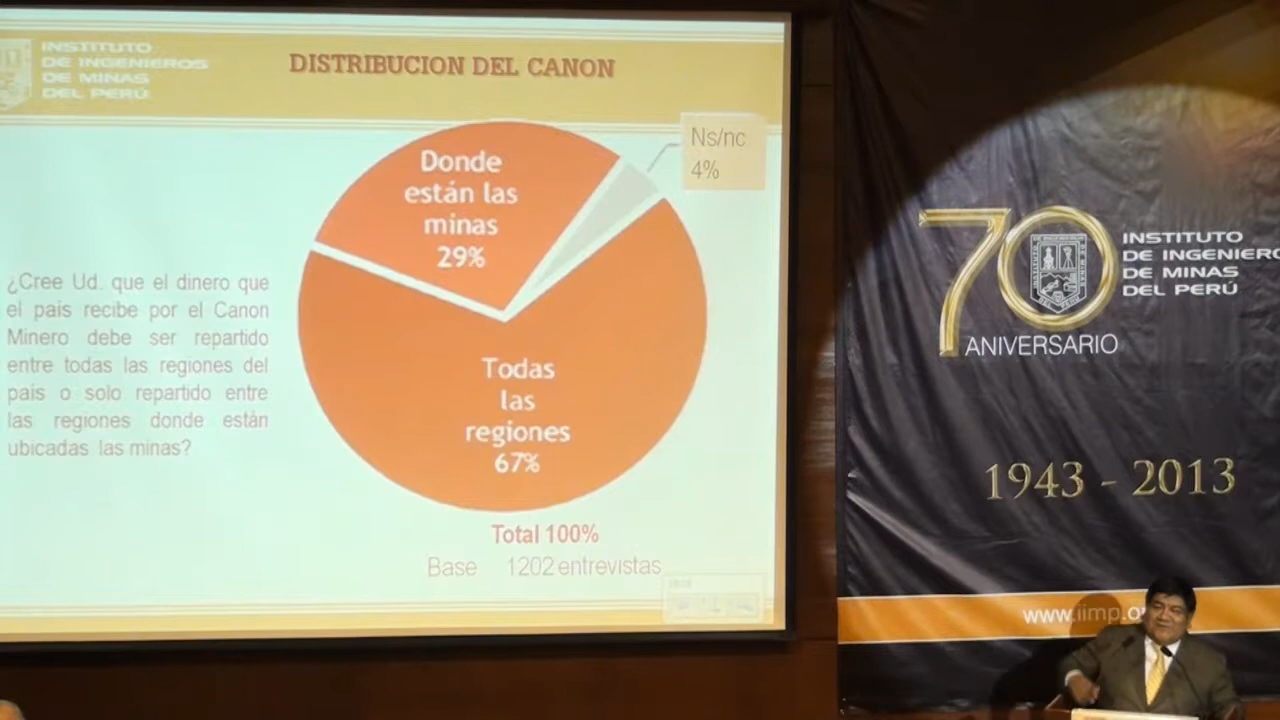 INSTITUTO
DE INGENIEROS
DE MINAS
DEL PERÚ
DISTRIBUCION DEL CANON
Ns/nc
4%
Donde
están las
minas
29%
¿Cree Ud. que el dinero que
el país recibe por el Canon
Minero debe ser repartido
entre todas las regiones del
país o solo repartido entre
las regiones donde están
ubicadas las minas?
Todas
las
regiones
67%
Total 100%
Base 1202 entrevistas
70
ANIVERSARIO
INSTITUTO
DE INGENIERO
DE MINAS
DEL PERÚ
1943 - 2013
www.iimp.o